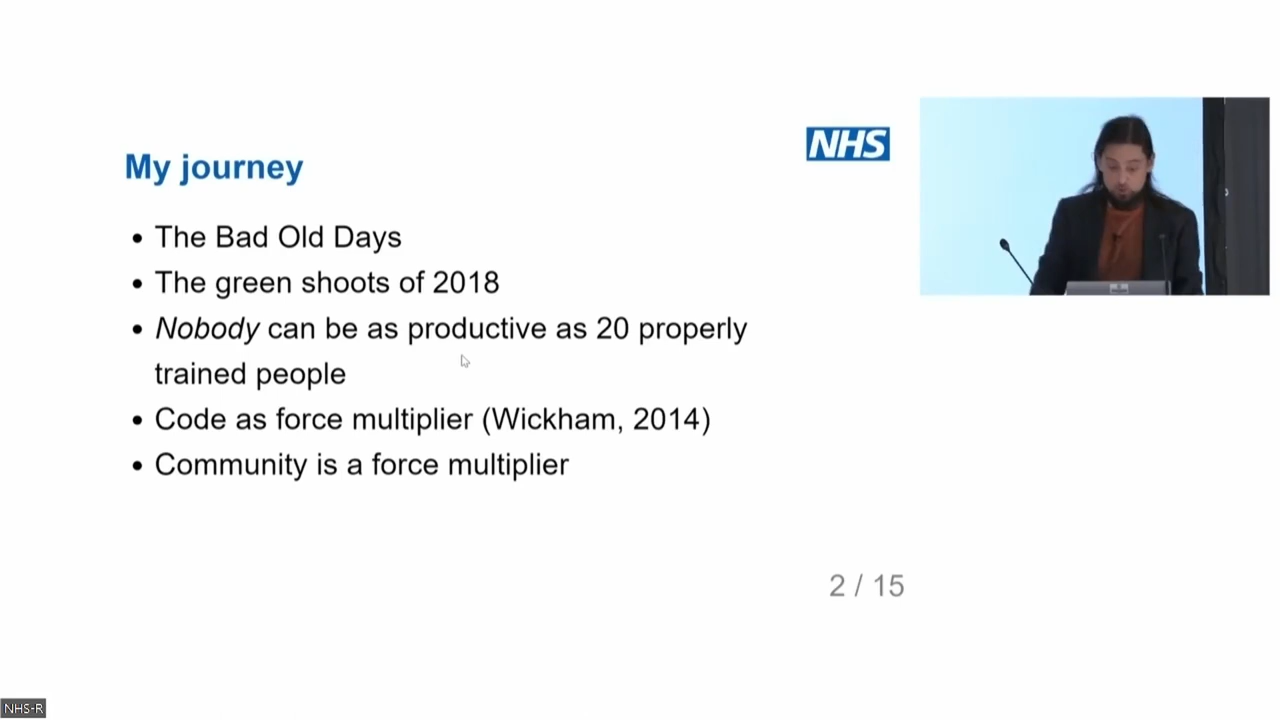 NHS
My journey
The Bad Old Days
The green shoots of 2018
Nobody can be as productive as 20 properly
trained people
Code as force multiplier (Wickham, 2014)
Community is a force multiplier
2 / 15
NHS-R